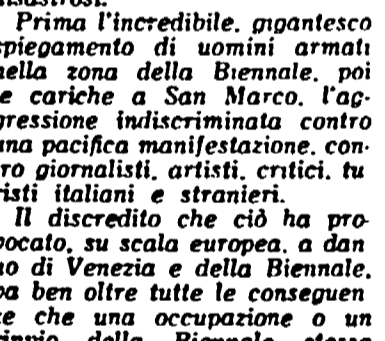 disastrosi.
Prima l'incredibile, gigantesco
spiegamento di uomini armati
nella zona della Biennale, poi
le cariche a San Marco, l'ag-
gressione indiscriminata contro
una pacifica manifestazione, con-
tro giornalisti, artisti, critici, tu
risti italiani e stranieri.
Il discredito che ciò ha pro-
vocato, su scala europea, a dan
no di Venezia e della Biennale,
va ben oltre tutte le conseguen
ze che una occupazione o un
della Biennale stessa